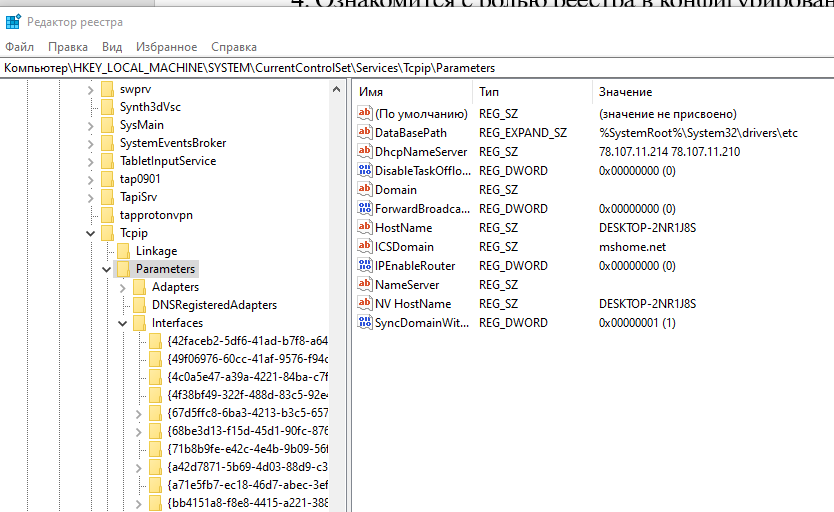 4. Ознакомится с ролью реестра в конфигурирован
Редактор реестра
Файл Правка Вид Избранное Справка
Компьютер\HKEY_LOCAL_MACHINE\SYSTEM\CurrentControlSet\Services\Tcpip\Parameters
swprv
Synth3dVsc
SysMain
SystemEventsBroker
TabletInputService
tap0901
TapiSrv
tapprotonvpn
Tcpip
Linkage
Parameters
Adapters
DNSRegisteredAdapters
Interfaces
{42faceb2-5df6-41ad-b7f8-a64
{49f06976-60cc-41af-9576-f94c
{4c0a5e47-a39a-4221-84ba-c7f
{4f38bf49-322f-488d-83c5-92e4
{67d5ffc8-6ba3-4213-b3c5-657
{68be3d13-f15d-45d1-90fc-876
{71b8b9fe-e42c-4e4b-9b09-56f
{a42d7871-5b69-4d03-88d9-c3
{a71e5fb7-ec18-46d7-abec-3ef
{bb4151a8-f8e8-4415-a221-388
Имя Тип Значение
(По умолчанию) REG_SZ (значение не присвоено)
DataBasePath REG_EXPAND_SZ %SystemRoot%\System32\drivers\etc
DhcpNameServer REG_SZ 78.107.11.214 78.107.11.210
DisableTaskOfflo... REG_DWORD 0x00000000 (0)
Domain REG_SZ
ForwardBroadca... REG_DWORD 0x00000000 (0)
HostName REG_SZ DESKTOP-2NR1J8S
ICSDomain REG_SZ mshome.net
IPEnableRouter REG_DWORD 0x00000000 (0)
NameServer REG_SZ
NV HostName REG_SZ DESKTOP-2NR1J8S
SyncDomainWit... REG_DWORD 0x00000001 (1)